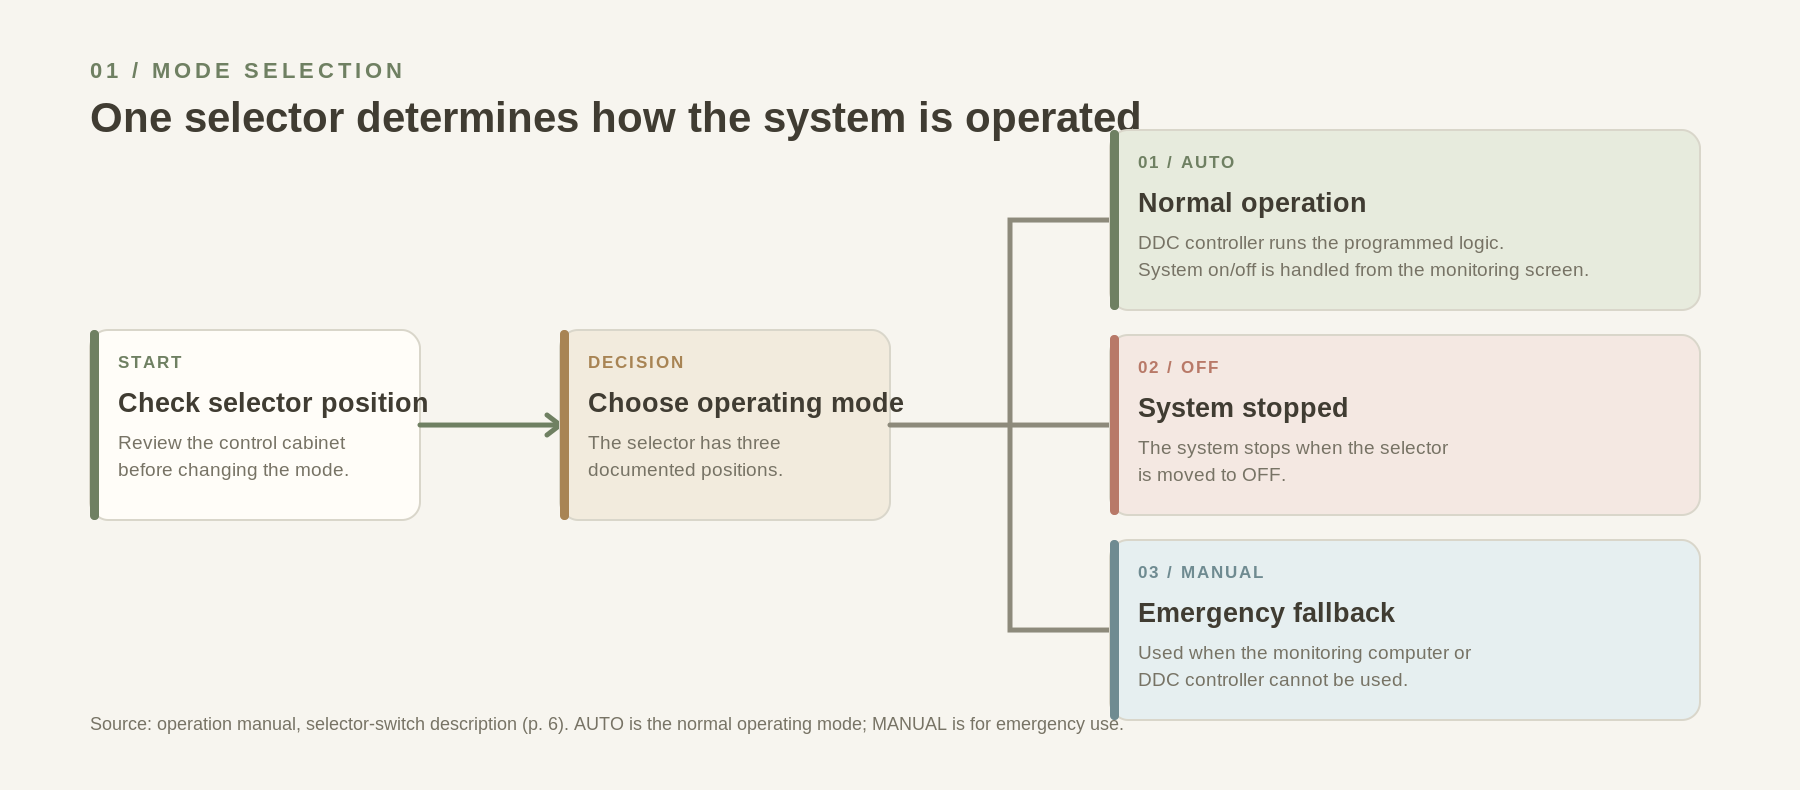 01 / MODE SELECTION
One selector determines how the system is operated
START
Check selector position
Review the control cabinet
before changing the mode.
DECISION
Choose operating mode
The selector has three
documented positions.
01 / AUTO
Normal operation
DDC controller runs the programmed logic.
System on/off is handled from the monitoring screen.
02 / OFF
System stopped
The system stops when the selector
is moved to OFF.
03 / MANUAL
Emergency fallback
Used when the monitoring computer or
DDC controller cannot be used.
Source: operation manual, selector-switch description (p. 6). AUTO is the normal operating mode; MANUAL is for emergency use.